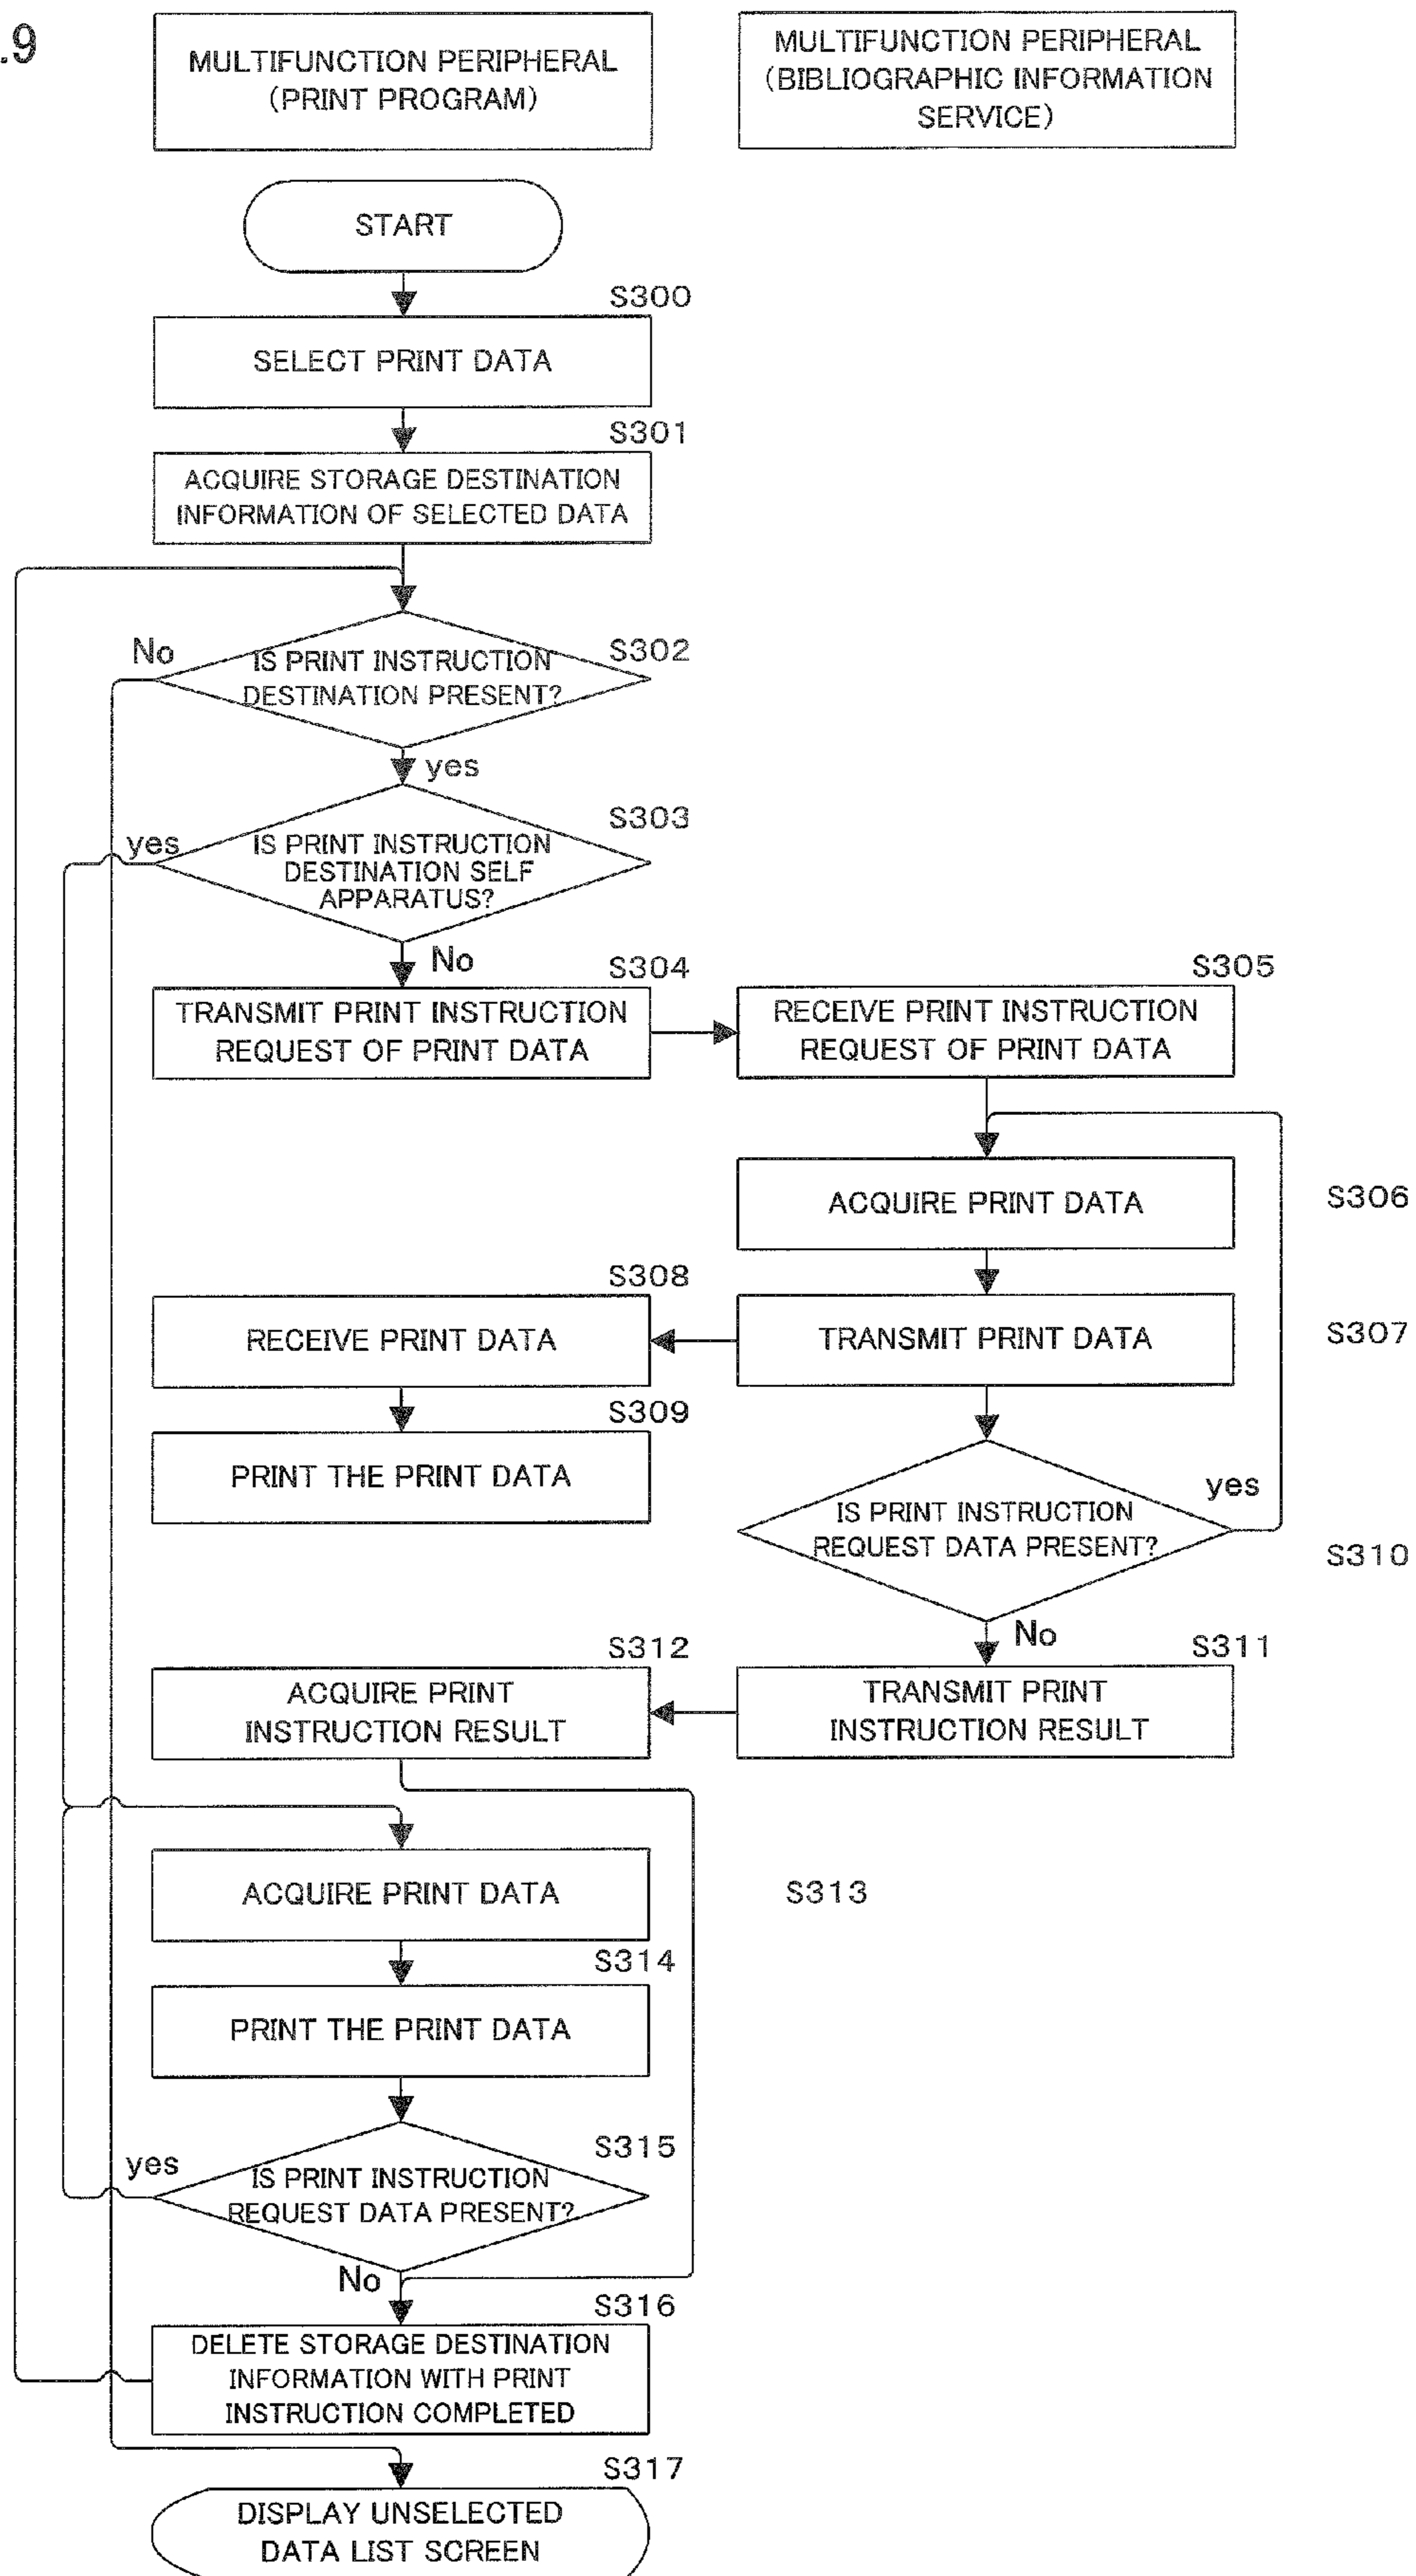 .9
MULTIFUNCTION PERIPHERAL
(PRINT PROGRAM)
MULTIFUNCTION PERIPHERAL
(BIBLIOGRAPHIC INFORMATION
SERVICE)
START
S300
SELECT PRINT DATA
S301
ACQUIRE STORAGE DESTINATION
INFORMATION OF SELECTED DATA
No
S302
IS PRINT INSTRUCTION
DESTINATION PRESENT?
yes
S303
yes
IS PRINT INSTRUCTION
DESTINATION SELF
APPARATUS?
No
S304
TRANSMIT PRINT INSTRUCTION
REQUEST OF PRINT DATA
S305
RECEIVE PRINT INSTRUCTION
REQUEST OF PRINT DATA
ACQUIRE PRINT DATA
S306
S308
RECEIVE PRINT DATA
TRANSMIT PRINT DATA
S307
S309
PRINT THE PRINT DATA
yes
IS PRINT INSTRUCTION
REQUEST DATA PRESENT?
S310
No
S311
S312
ACQUIRE PRINT
INSTRUCTION RESULT
TRANSMIT PRINT
INSTRUCTION RESULT
ACQUIRE PRINT DATA
S313
S314
PRINT THE PRINT DATA
S315
yes
IS PRINT INSTRUCTION
REQUEST DATA PRESENT?
No
S316
DELETE STORAGE DESTINATION
INFORMATION WITH PRINT
INSTRUCTION COMPLETED
S317
DISPLAY UNSELECTED
DATA LIST SCREEN